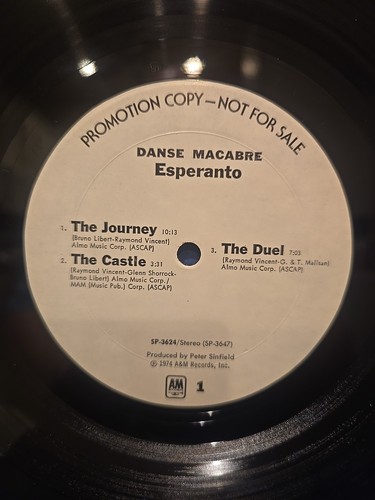 PROMOTION COPY—NOT FOR SALE
DANSE MACABRE
Esperanto
1. The Journey 10:13
(Bruno Libert-Raymond Vincent)
Almo Music Corp. (ASCAP)
2. The Castle 3:31
(Raymond Vincent-Glenn Shorrock-
Bruno Libert) Almo Music Corp./
MAM (Music Pub.) Corp. (ASCAP)
3. The Duel 7:03
(Raymond Vincent-G. & T. Malisan)
Almo Music Corp. (ASCAP)
SP-3624/Stereo (SP-3647)
Produced by Peter Sinfield
© 1974 A&M Records, Inc.
A&M
1